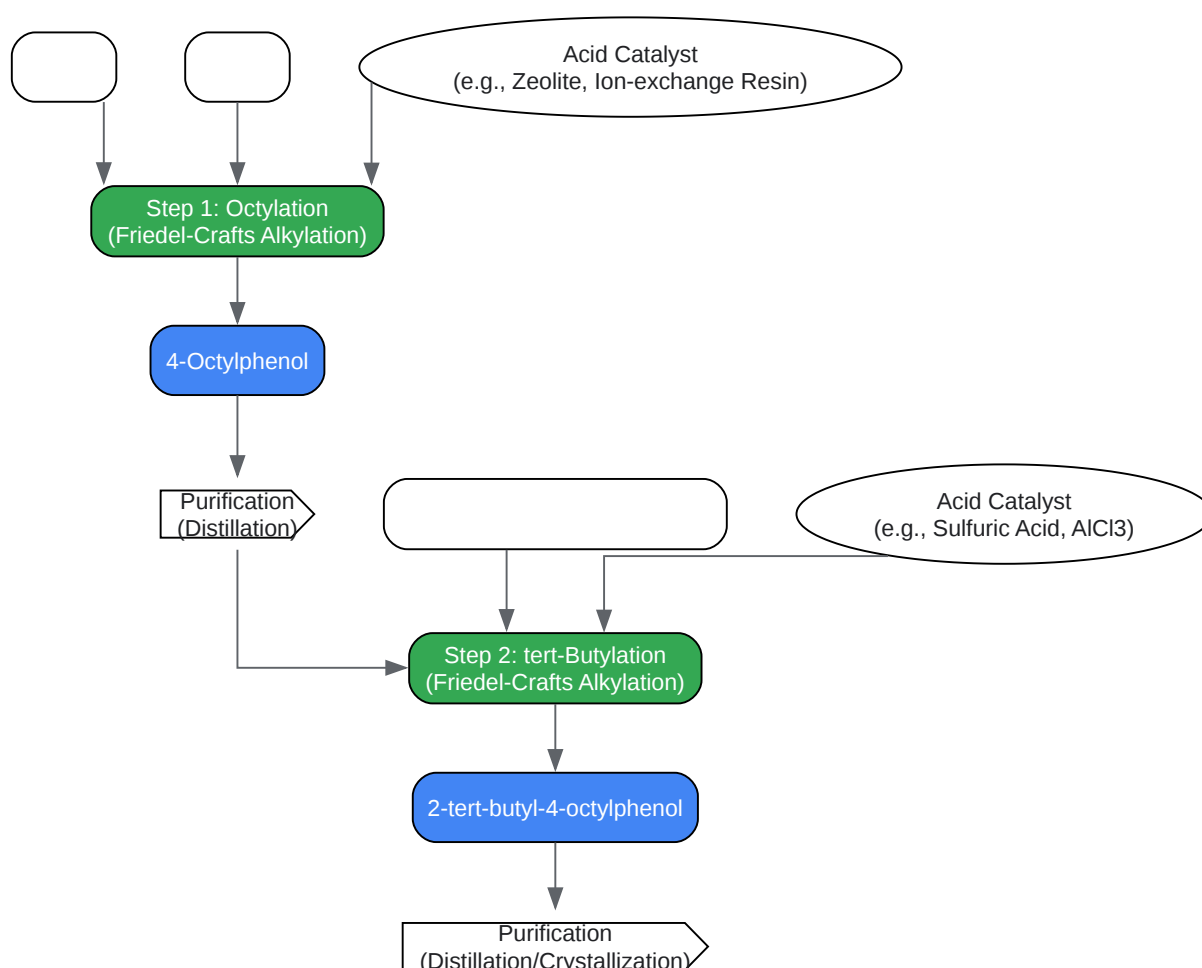 Acid Catalyst
(e.g., Zeolite, Ion-exchange Resin)
Step 1: Octylation
(Friedel-Crafts Alkylation)
4-Octylphenol
Purification
(Distillation)
Acid Catalyst
(e.g., Sulfuric Acid, AlCl3)
Step 2: tert-Butylation
(Friedel-Crafts Alkylation)
2-tert-butyl-4-octylphenol
Purification
(Distillation/Crystallization)